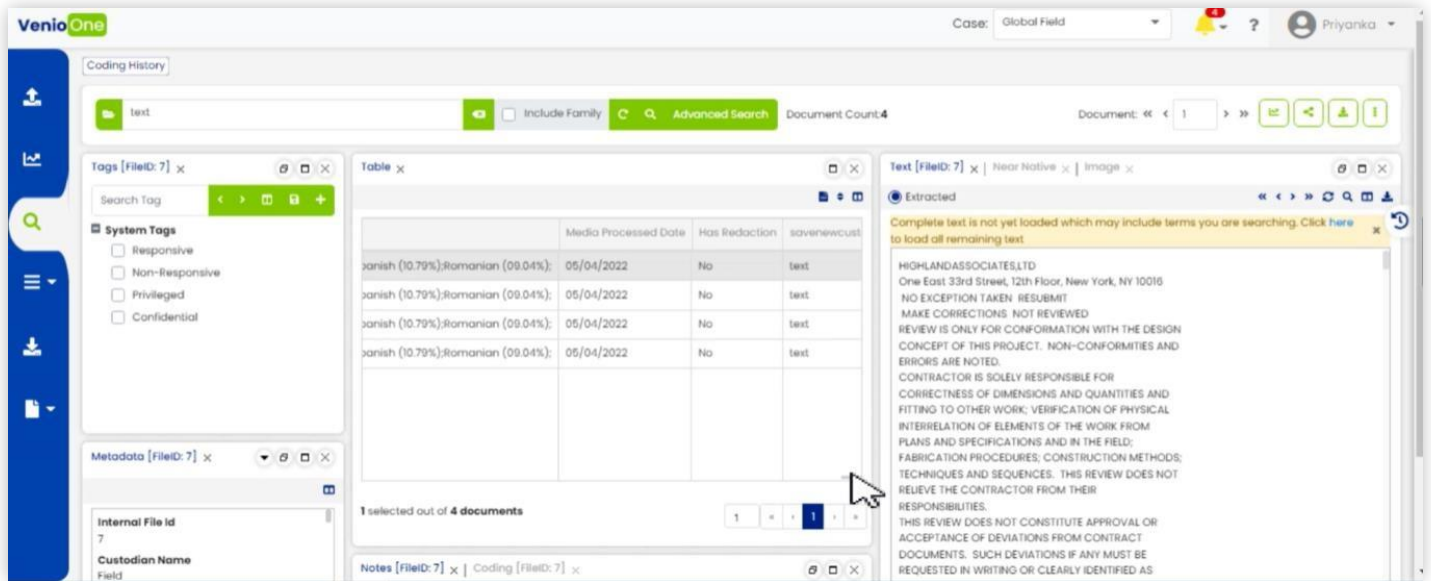 VenioOne
Case: Global Field
4
?
Priyanka
Coding History
text
Include Family
Advanced Search
Document Count:4
Document: « ‹ 1 › »
Tags [FileID: 7] ×
Search Tag
System Tags
Responsive
Non-Responsive
Privileged
Confidential
Metadata [FileID: 7] ×
Internal File Id
7
Custodian Name
Field
Table ×
Media Processed Date Has Redaction savenewcust
panish (10.79%);Romanian (09.04%); 05/04/2022 No text
panish (10.79%);Romanian (09.04%); 05/04/2022 No text
panish (10.79%);Romanian (09.04%); 05/04/2022 No text
panish (10.79%);Romanian (09.04%); 05/04/2022 No text
1 selected out of 4 documents
1 « ‹ 1 › »
Notes [FileID: 7] × | Coding [FileID: 7] ×
Text [FileID: 7] × | Near Native × | Image ×
Extracted
Complete text is not yet loaded which may include terms you are searching. Click here
to load all remaining text
HIGHLANDASSOCIATES,LTD
One East 33rd Street, 12th Floor, New York, NY 10016
NO EXCEPTION TAKEN RESUBMIT
MAKE CORRECTIONS NOT REVIEWED
REVIEW IS ONLY FOR CONFORMATION WITH THE DESIGN
CONCEPT OF THIS PROJECT. NON-CONFORMITIES AND
ERRORS ARE NOTED.
CONTRACTOR IS SOLELY RESPONSIBLE FOR
CORRECTNESS OF DIMENSIONS AND QUANTITIES AND
FITTING TO OTHER WORK; VERIFICATION OF PHYSICAL
INTERRELATION OF ELEMENTS OF THE WORK FROM
PLANS AND SPECIFICATIONS AND IN THE FIELD;
FABRICATION PROCEDURES; CONSTRUCTION METHODS;
TECHNIQUES AND SEQUENCES. THIS REVIEW DOES NOT
RELIEVE THE CONTRACTOR FROM THEIR
RESPONSIBILITIES.
THIS REVIEW DOES NOT CONSTITUTE APPROVAL OR
ACCEPTANCE OF DEVIATIONS FROM CONTRACT
DOCUMENTS. SUCH DEVIATIONS IF ANY MUST BE
REQUESTED IN WRITING OR CLEARLY IDENTIFIED AS